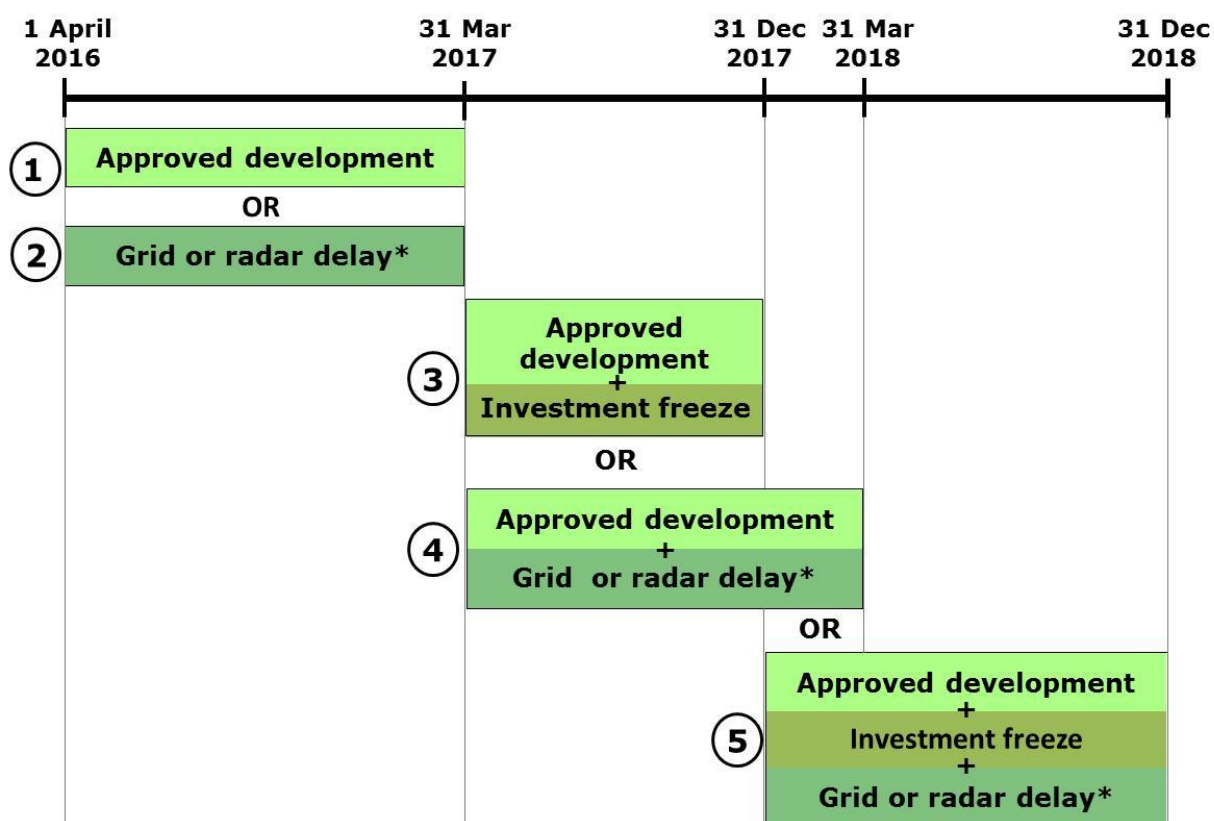 1 April 2016
31 Mar 2017
31 Dec 2017
31 Mar 2018
31 Dec 2018
1
Approved development
OR
2
Grid or radar delay*
3
Approved
development
+
Investment freeze
OR
4
Approved development
+
Grid or radar delay*
OR
5
Approved development
+
Investment freeze
+
Grid or radar delay*